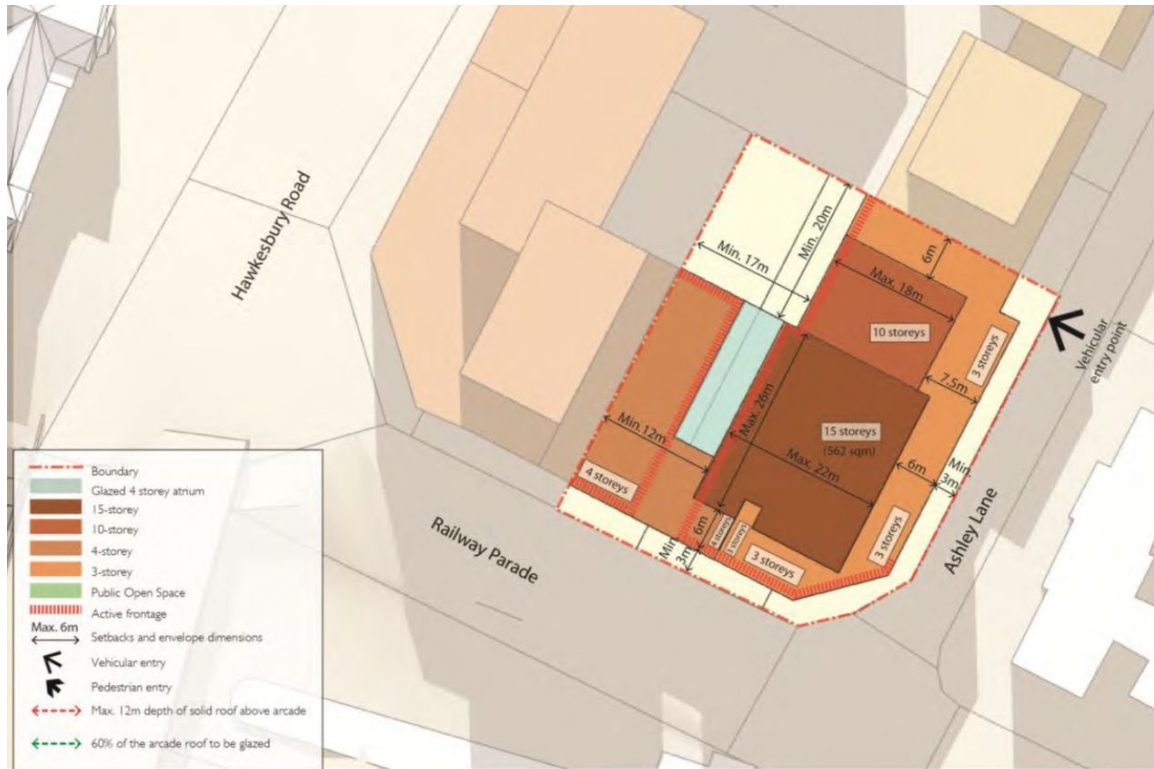 Hawkesbury Road
Min. 20m
Min. 17m
6m
Max. 18m
10 storeys
3 storeys
Vehicular
entry point
7.5m
Max. 26m
15 storeys
(562 sqm)
Min.12m
Max. 22m
6m
Min.
3m
4 storeys
6m
4 storeys
3 storeys
3 storeys
Min.
3m
Railway Parade
Ashley Lane
Boundary
Glazed 4 storey atrium
15-storey
10-storey
4-storey
3-storey
Public Open Space
Active frontage
Max. 6m
Setbacks and envelope dimensions
Vehicular entry
Pedestrian entry
Max. 12m depth of solid roof above arcade
60% of the arcade roof to be glazed